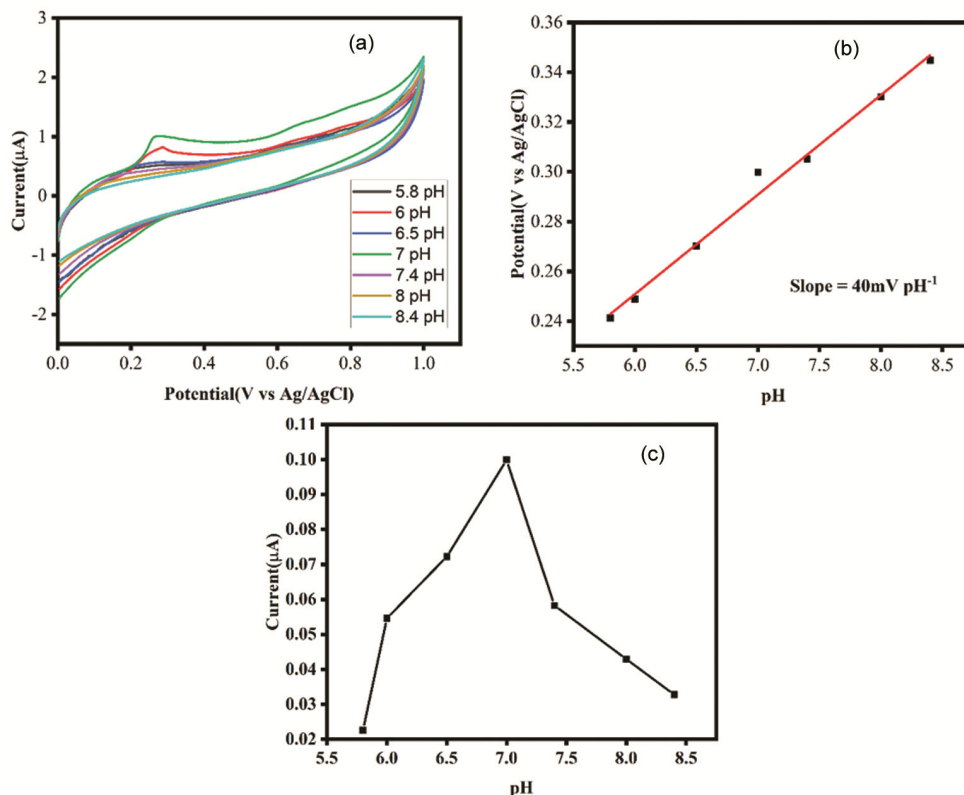 (a)
3
2
1
0
-1
-2
Current(μA)
5.8 pH
6 pH
6.5 pH
7 pH
7.4 pH
8 pH
8.4 pH
0.0 0.2 0.4 0.6 0.8 1.0
Potential(V vs Ag/AgCl)
(b)
0.36
0.34
0.32
0.30
0.28
0.26
0.24
Potential(V vs Ag/AgCl)
Slope = 40mV pH⁻¹
5.5 6.0 6.5 7.0 7.5 8.0 8.5
pH
(c)
0.11
0.10
0.09
0.08
0.07
0.06
0.05
0.04
0.03
0.02
Current(μA)
5.5 6.0 6.5 7.0 7.5 8.0 8.5
pH